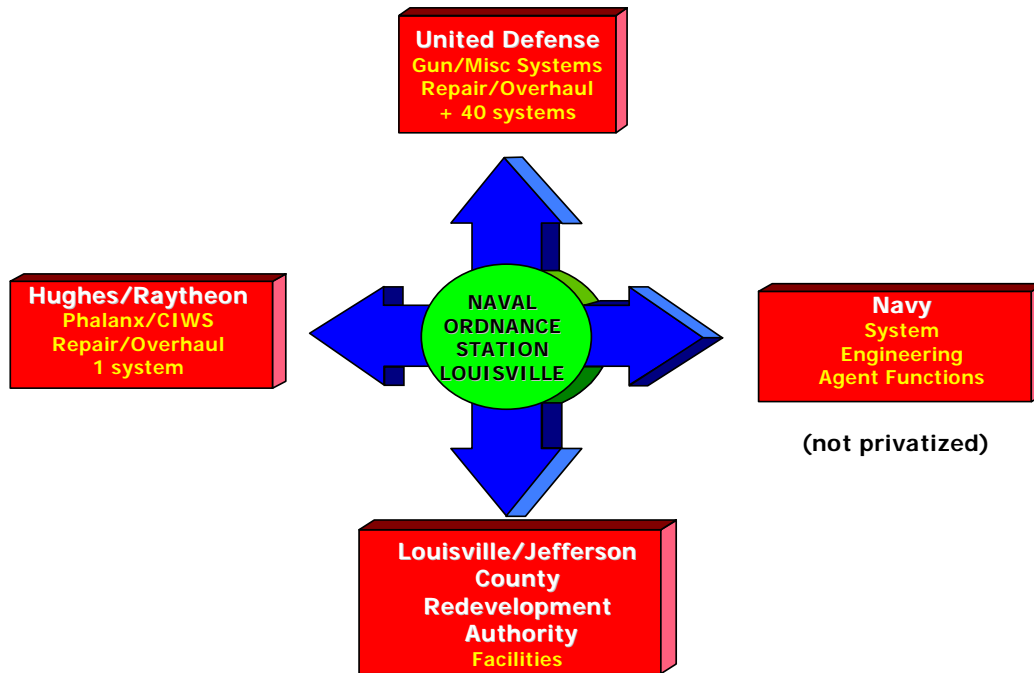 United Defense
Gun/Misc Systems
Repair/Overhaul
+ 40 systems
Hughes/Raytheon
Phalanx/CIWS
Repair/Overhaul
1 system
NAVAL
ORDNANCE
STATION
LOUISVILLE
Navy
System
Engineering
Agent Functions
(not privatized)
Louisville/Jefferson
County
Redevelopment
Authority
Facilities